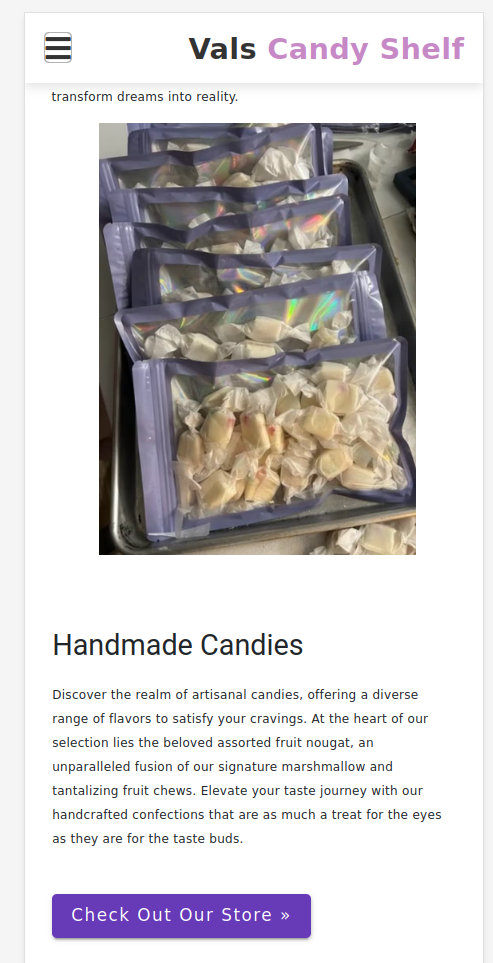 Vals Candy Shelf
transform dreams into reality.
Handmade Candies
Discover the realm of artisanal candies, offering a diverse
range of flavors to satisfy your cravings. At the heart of our
selection lies the beloved assorted fruit nougat, an
unparalleled fusion of our signature marshmallow and
tantalizing fruit chews. Elevate your taste journey with our
handcrafted confections that are as much a treat for the eyes
as they are for the taste buds.
Check Out Our Store »